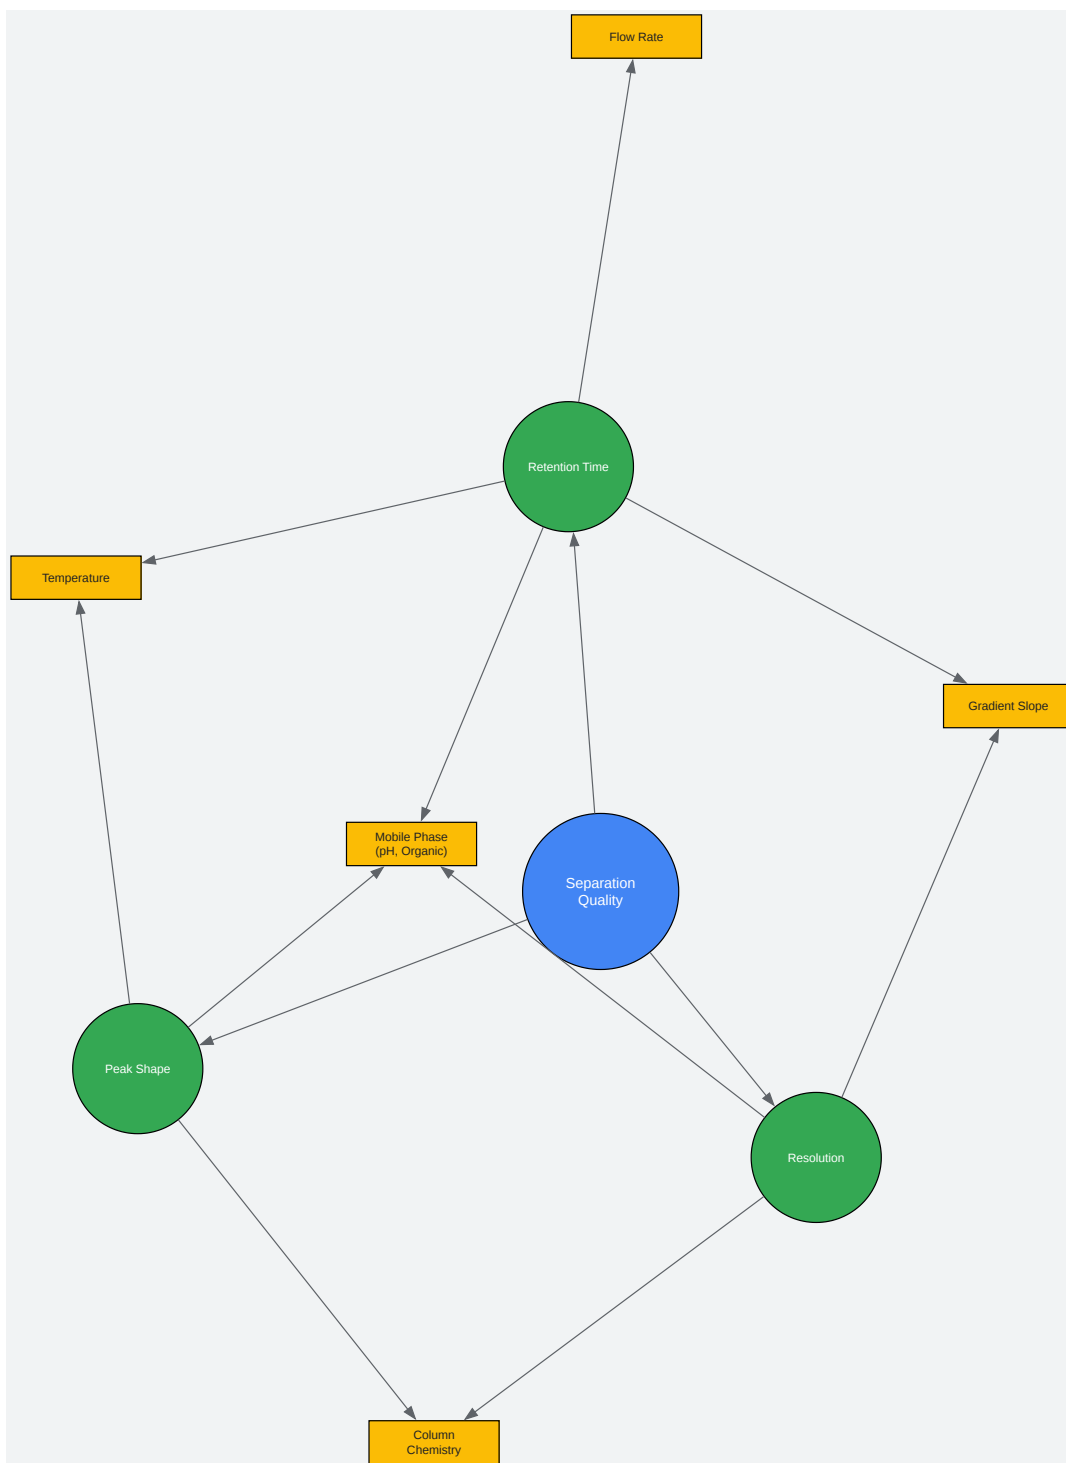 Flow Rate
Retention Time
Temperature
Gradient Slope
Mobile Phase
(pH, Organic)
Separation
Quality
Peak Shape
Resolution
Column
Chemistry